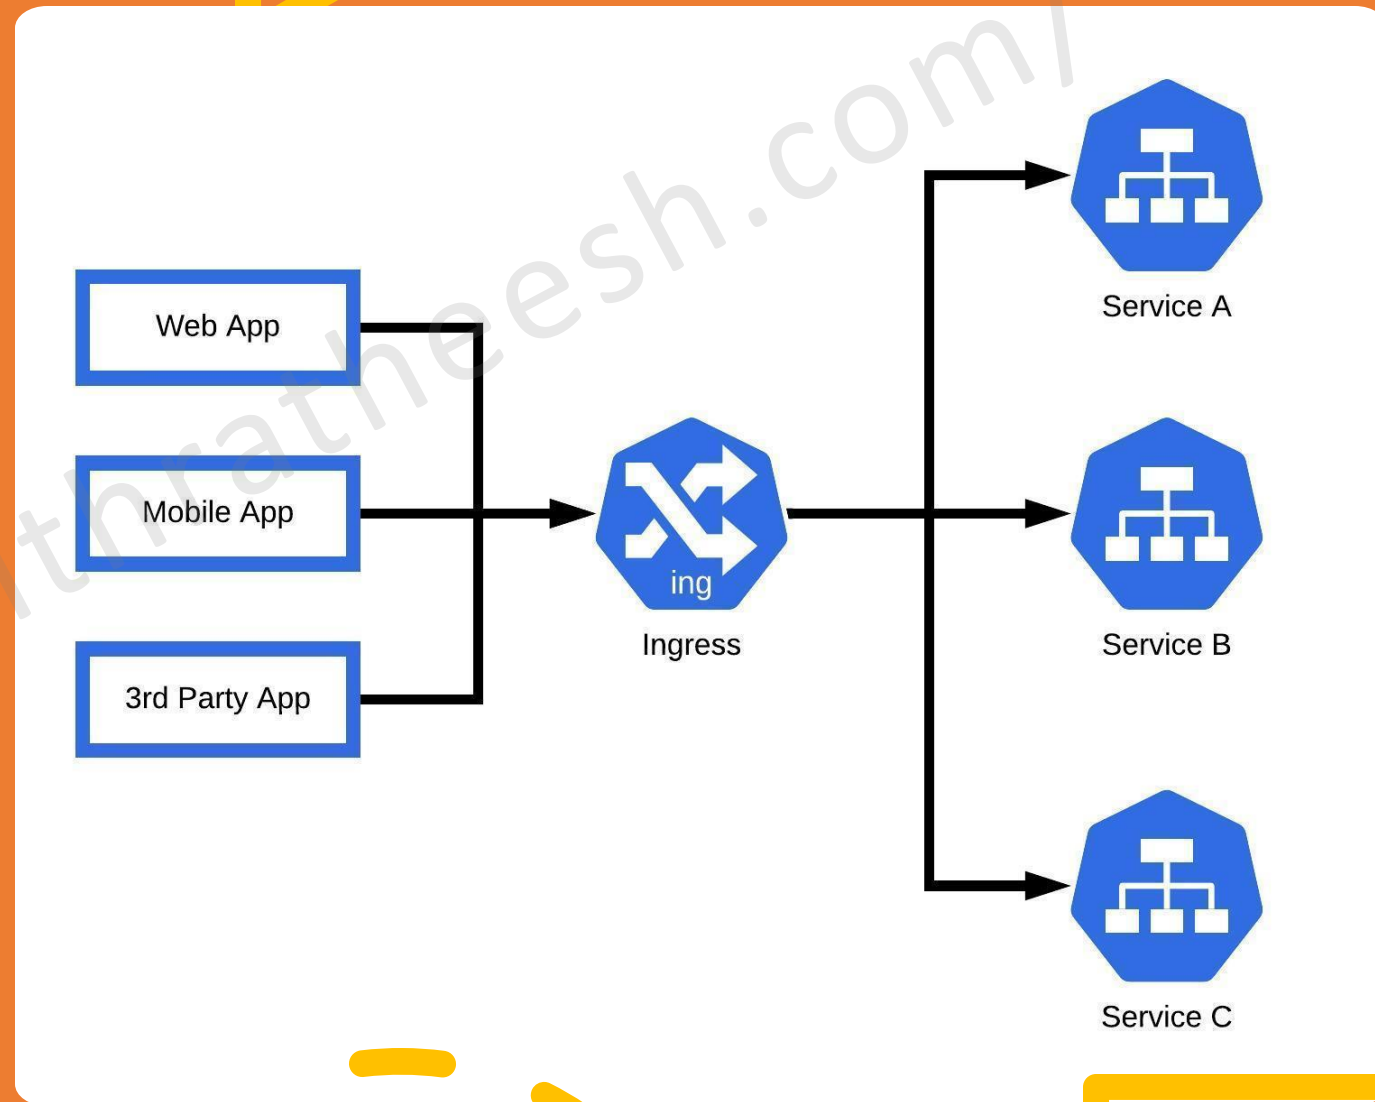 Web App
Mobile App
3rd Party App
ing
Ingress
Service A
Service B
Service C